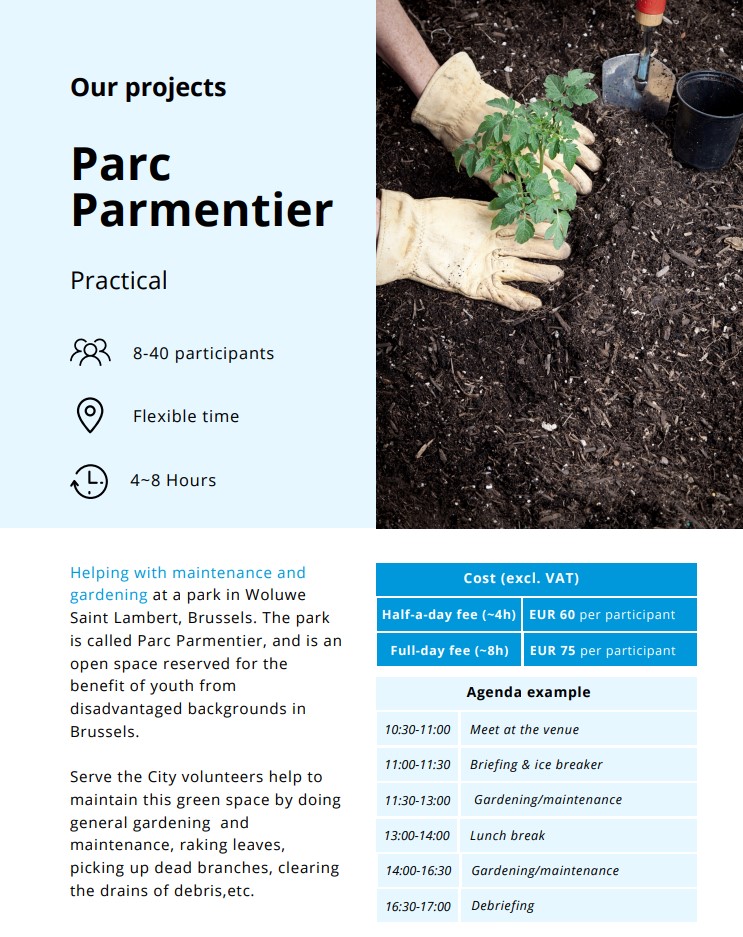 Our projects
Parc
Parmentier
Practical
8-40 participants
Flexible time
4~8 Hours
Helping with maintenance and
gardening at a park in Woluwe
Saint Lambert, Brussels. The park
is called Parc Parmentier, and is an
open space reserved for the
benefit of youth from
disadvantaged backgrounds in
Brussels.
Serve the City volunteers help to
maintain this green space by doing
general gardening  and
maintenance, raking leaves,
picking up dead branches, clearing
the drains of debris,etc.
Cost (excl. VAT)
Half-a-day fee (~4h) EUR 60 per participant
Full-day fee (~8h) EUR 75 per participant
Agenda example
10:30-11:00 Meet at the venue
11:00-11:30 Briefing & ice breaker
11:30-13:00 Gardening/maintenance
13:00-14:00 Lunch break
14:00-16:30 Gardening/maintenance
16:30-17:00 Debriefing